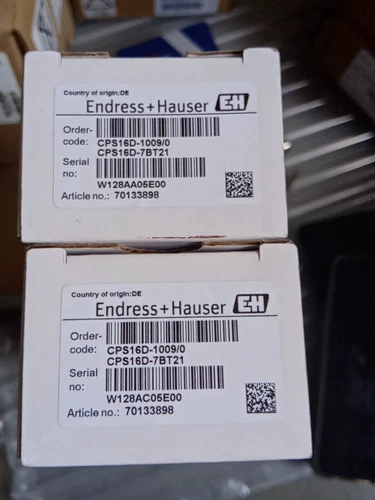 Country of origin:DE
Endress+Hauser EH
Order-
code: CPS16D-1009/0
CPS16D-7BT21
Serial
no:
W128AA05E00
Article no.: 70133898
Country of origin:DE
Endress+Hauser EH
Order-
code: CPS16D-1009/0
CPS16D-7BT21
Serial
no:
W128AC05E00
Article no.: 70133898